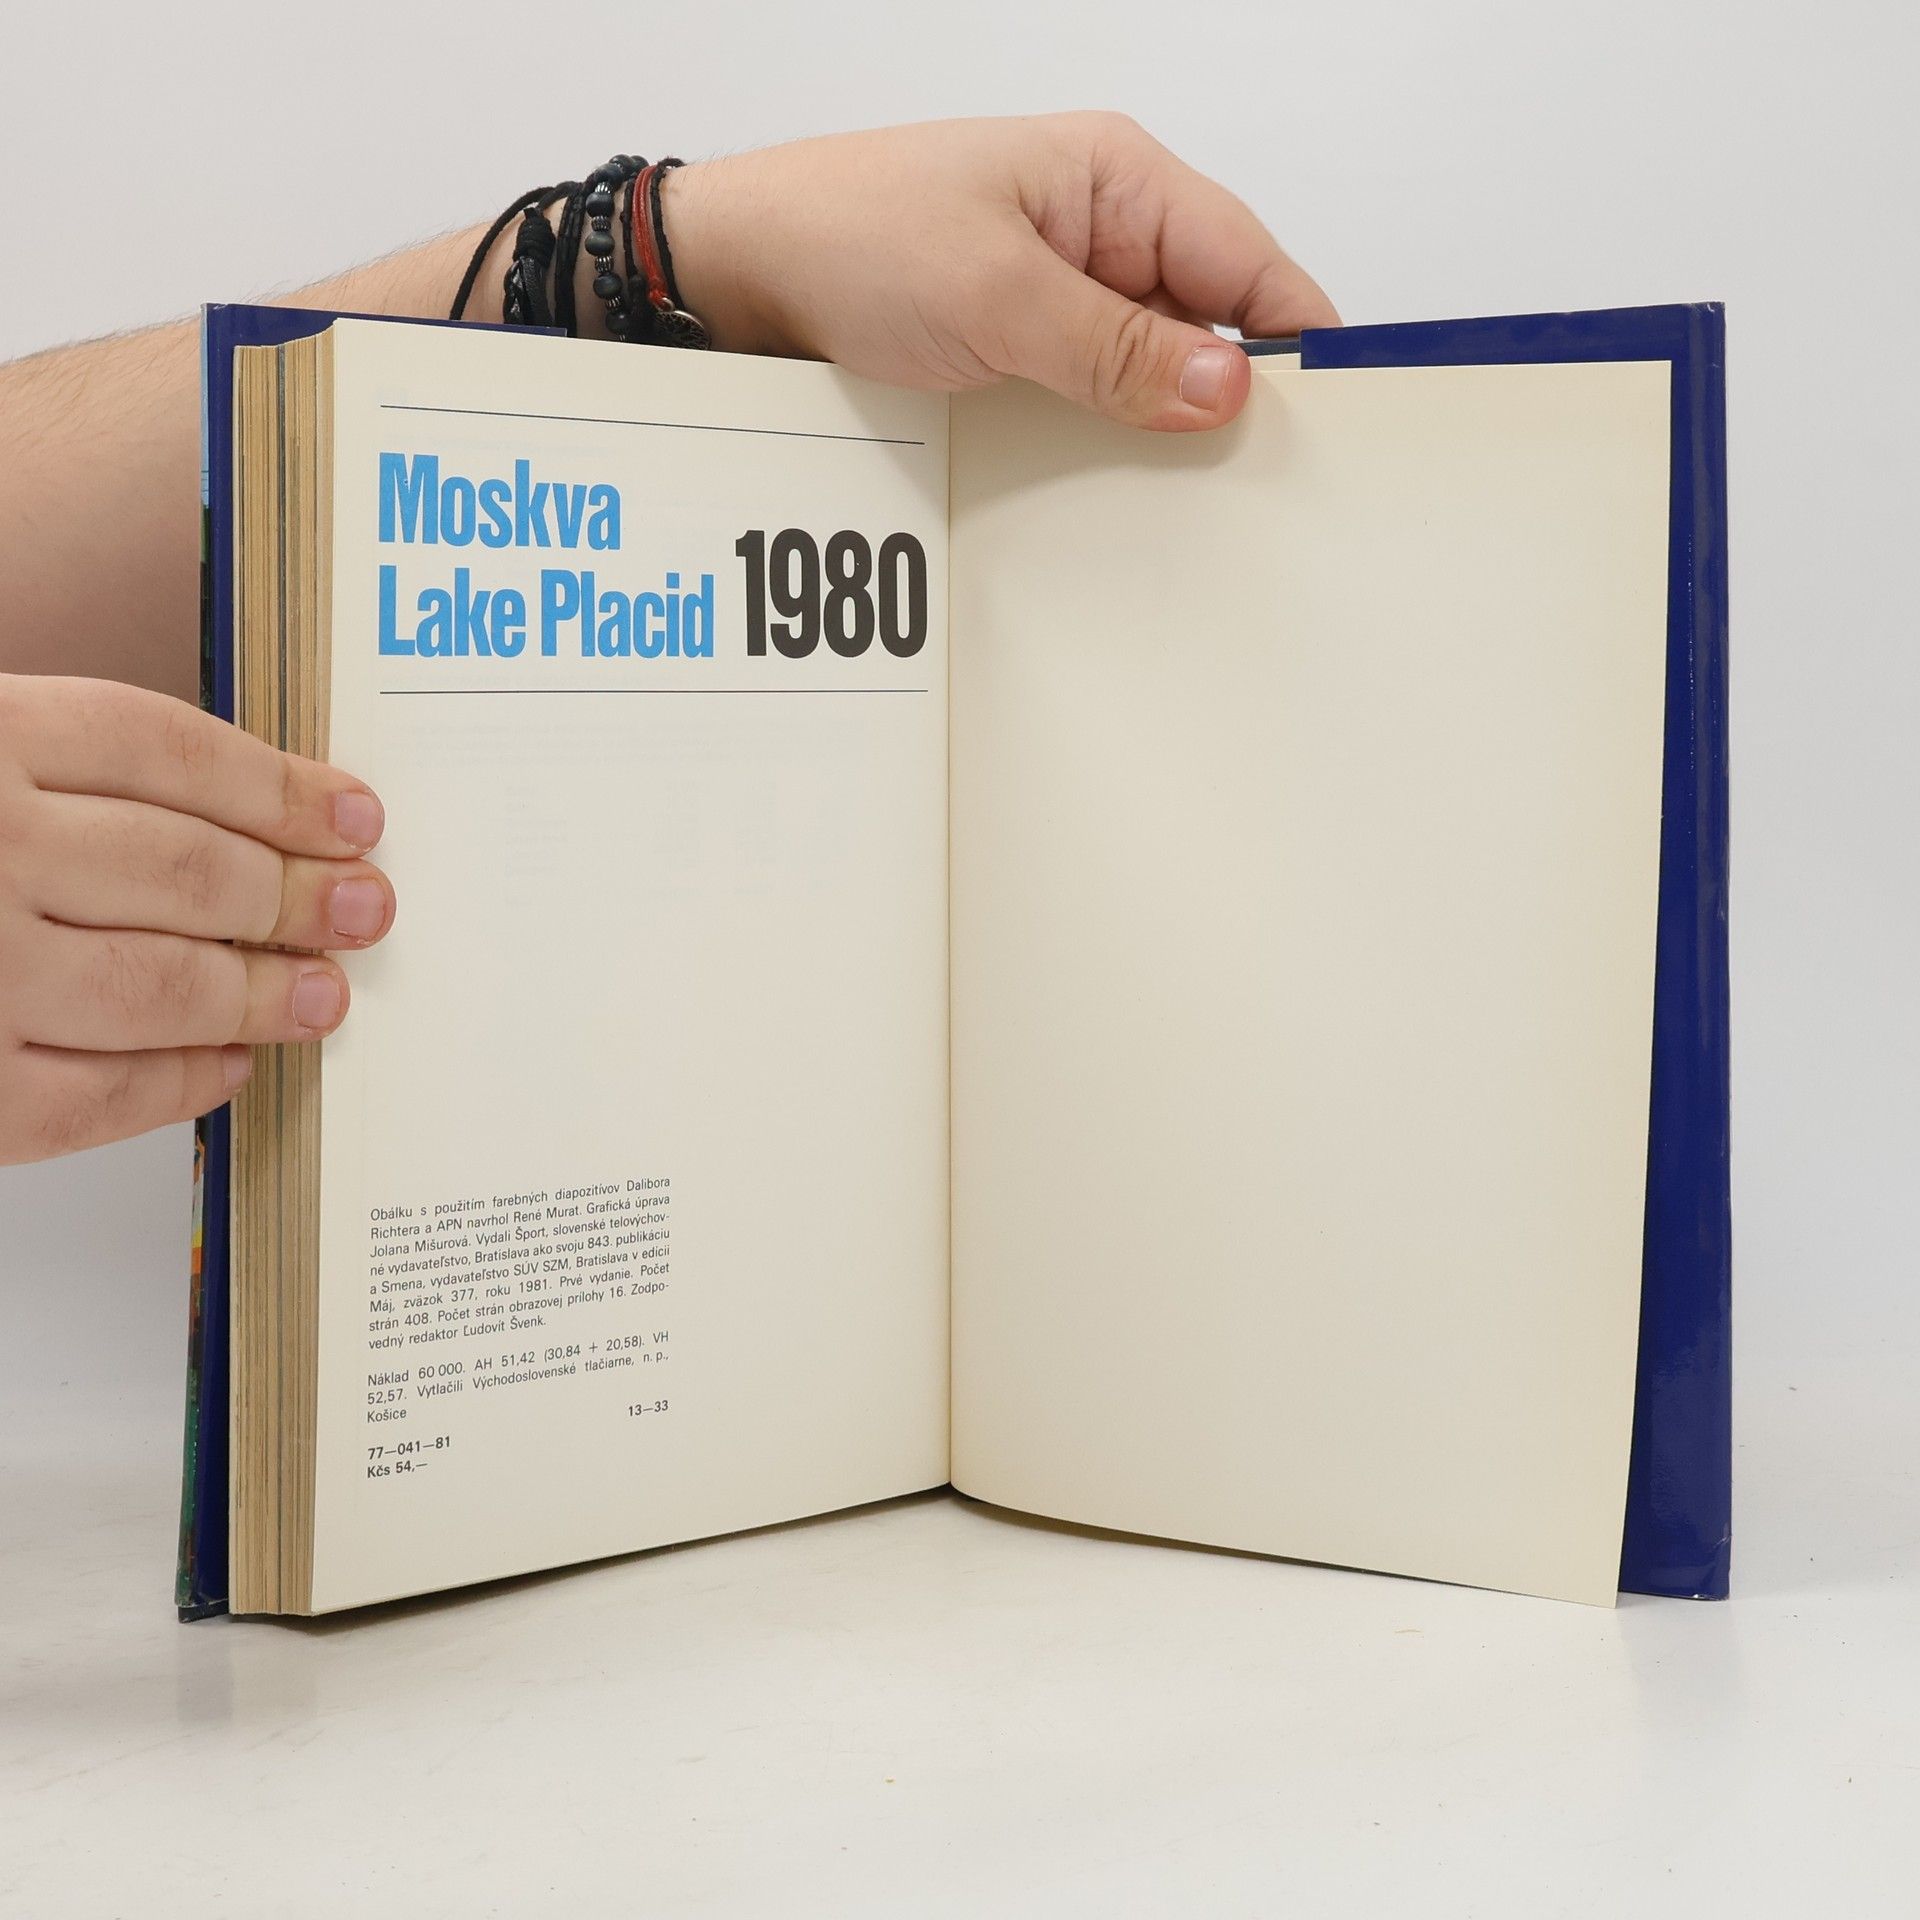 Moskva
Lake Placid 1980
Obálku s použitím farebných diapozitívov Dalibora
Richtera a APN navrhol René Murat. Grafická úprava
Jolana Mišurová. Vydali Šport, slovenské telovýchov-
né vydavateľstvo, Bratislava ako svoju 843. publikáciu
a Smena, vydavateľstvo SÚV SZM, Bratislava v edícii
Máj, zväzok 377, roku 1981. Prvé vydanie. Počet
strán 408. Počet strán obrazovej prílohy 16. Zodpo-
vedný redaktor Ľudovít Švenk.
Náklad 60 000. AH 51,42 (30,84 + 20,58). VH
52,57. Vytlačili Východoslovenské tlačiarne, n. p.,
Košice 13—33
77—041—81
Kčs 54,—